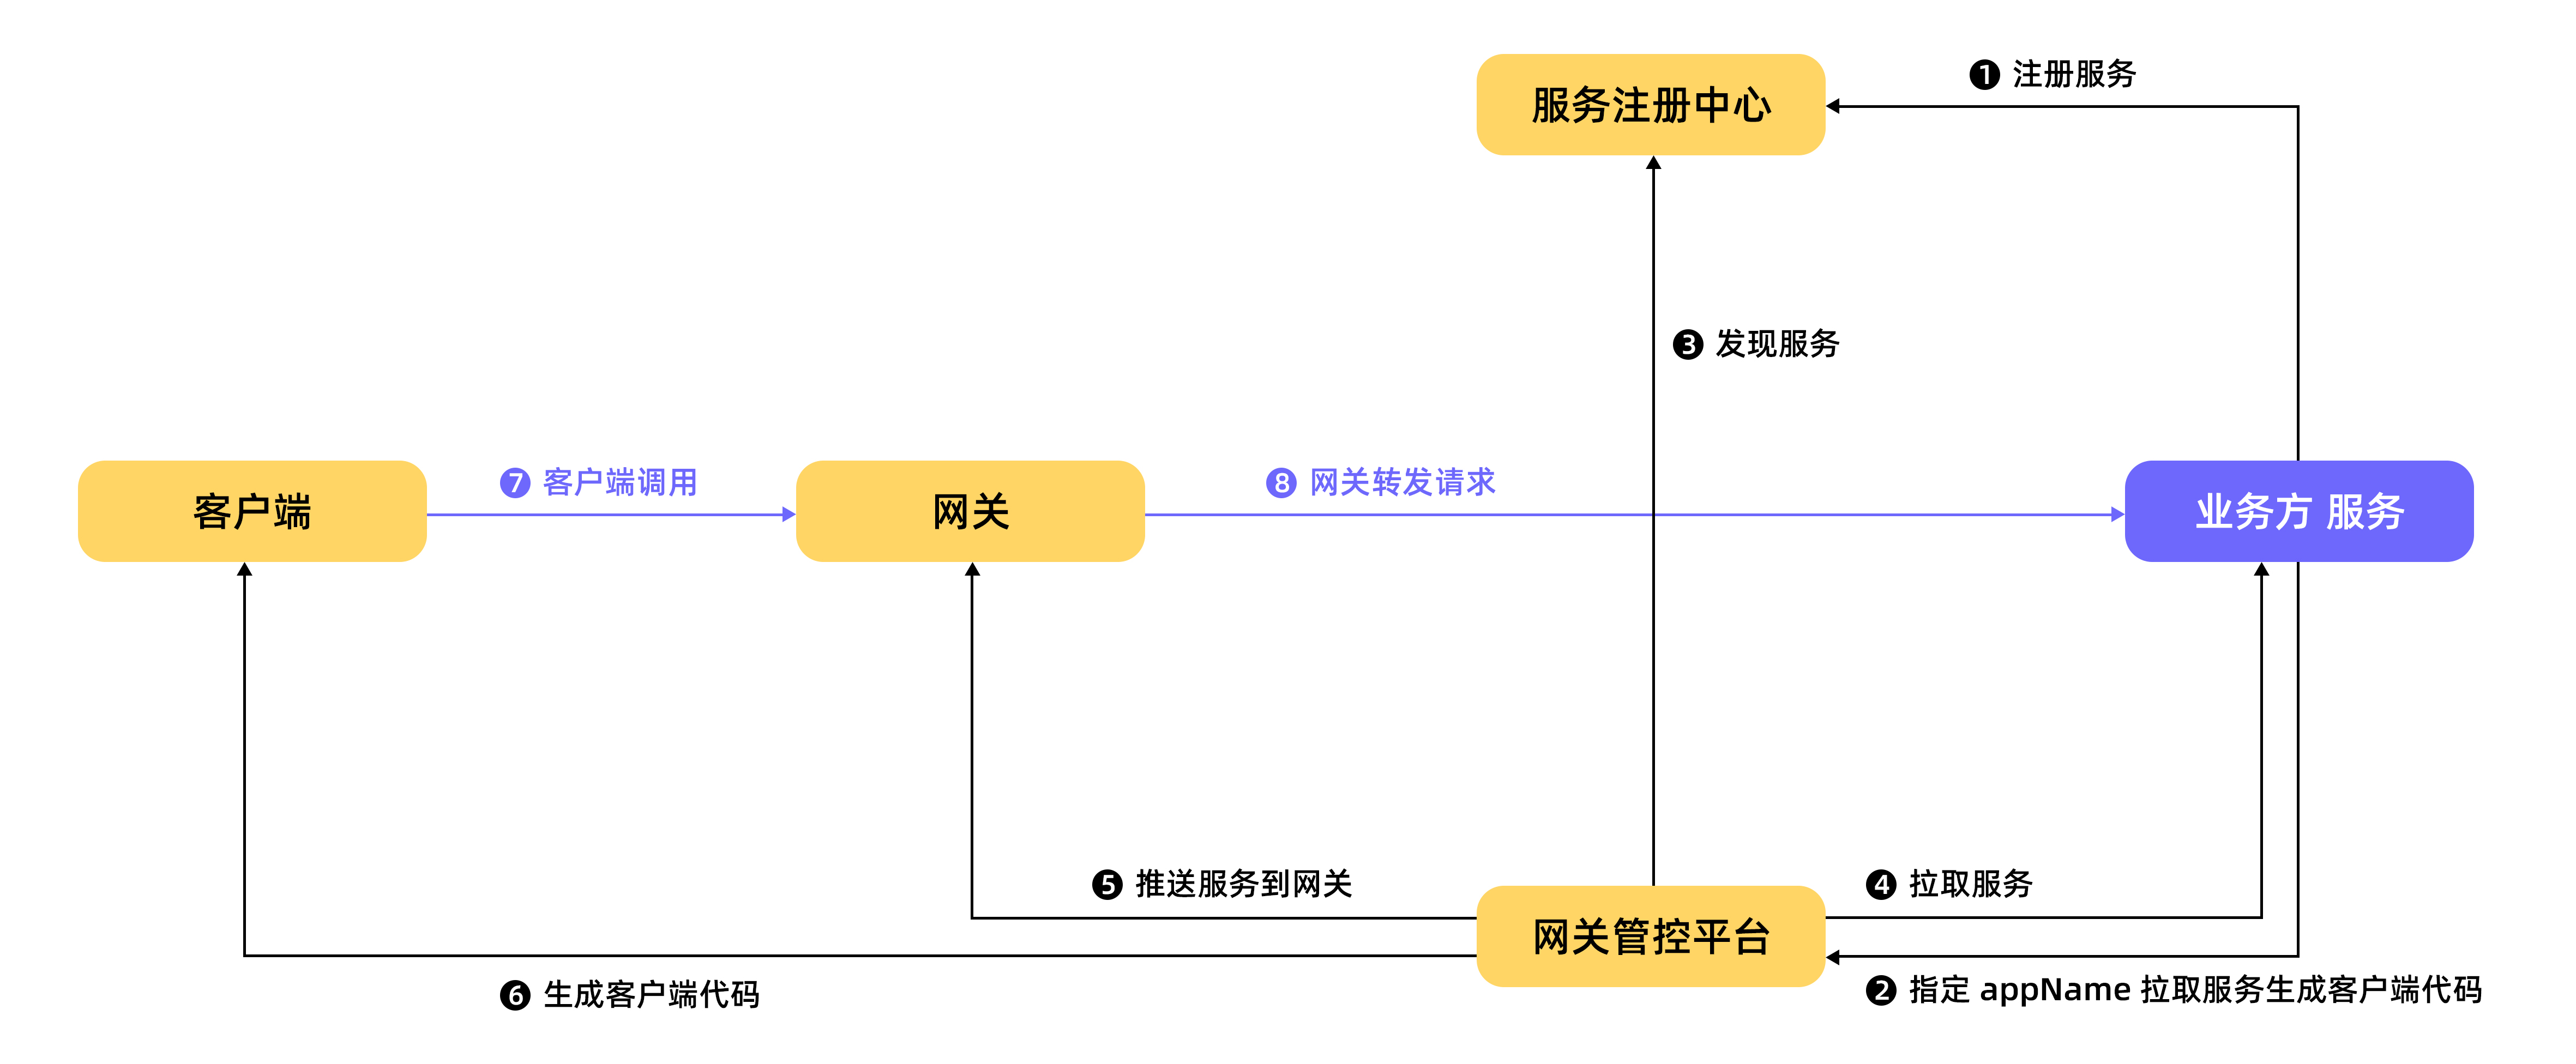 ❶ 注册服务
服务注册中心
❸ 发现服务
❼ 客户端调用
❽ 网关转发请求
客户端
网关
业务方 服务
❺ 推送服务到网关
❹ 拉取服务
网关管控平台
❻ 生成客户端代码
❷ 指定 appName 拉取服务生成客户端代码